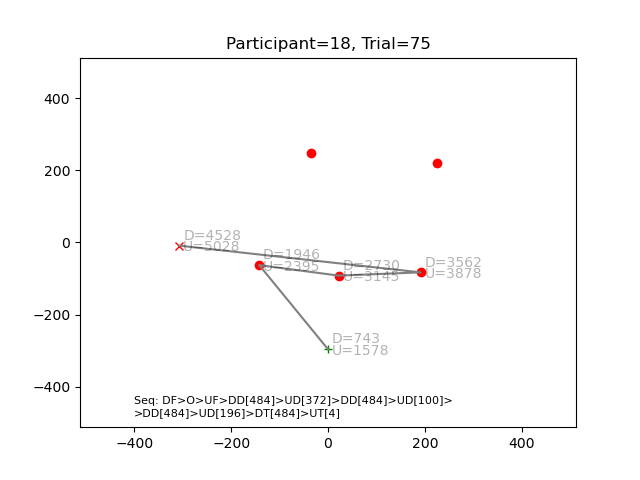 Participant=18, Trial=75
400
200
0
−200
−400
D=4528
U=5028
D=1946
U=2395
D=2730
U=3145
D=3562
U=3878
D=743
U=1578
Seq: DF>O>UF>DD[484]>UD[372]>DD[484]>UD[100]>
>DD[484]>UD[196]>DT[484]>UT[4]
−400 −200 0 200 400